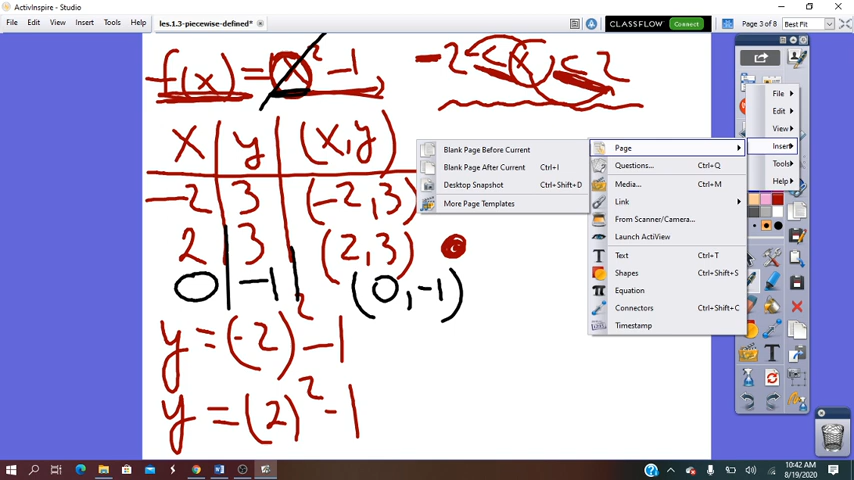 ActivInspire - Studio
File Edit View Insert Tools Help
les.1.3-piecewise-defined*
CLASSFLOW Connect
Page 3 of 8 Best Fit
f(x) = x² - 1
-2 < x < 2
x y (x,y)
-2 3 (-2,3)
2 3 (2,3)
0 -1 (0,-1)
y = (-2)² - 1
y = (2)² - 1
File
Edit
View
Insert
Tools
Help
Page
Questions... Ctrl+Q
Media... Ctrl+M
Link
From Scanner/Camera...
Launch ActiView
Text Ctrl+T
Shapes Ctrl+Shift+S
Equation
Connectors Ctrl+Shift+C
Timestamp
Blank Page Before Current
Blank Page After Current Ctrl+I
Desktop Snapshot Ctrl+Shift+D
More Page Templates
10:42 AM
8/19/2020